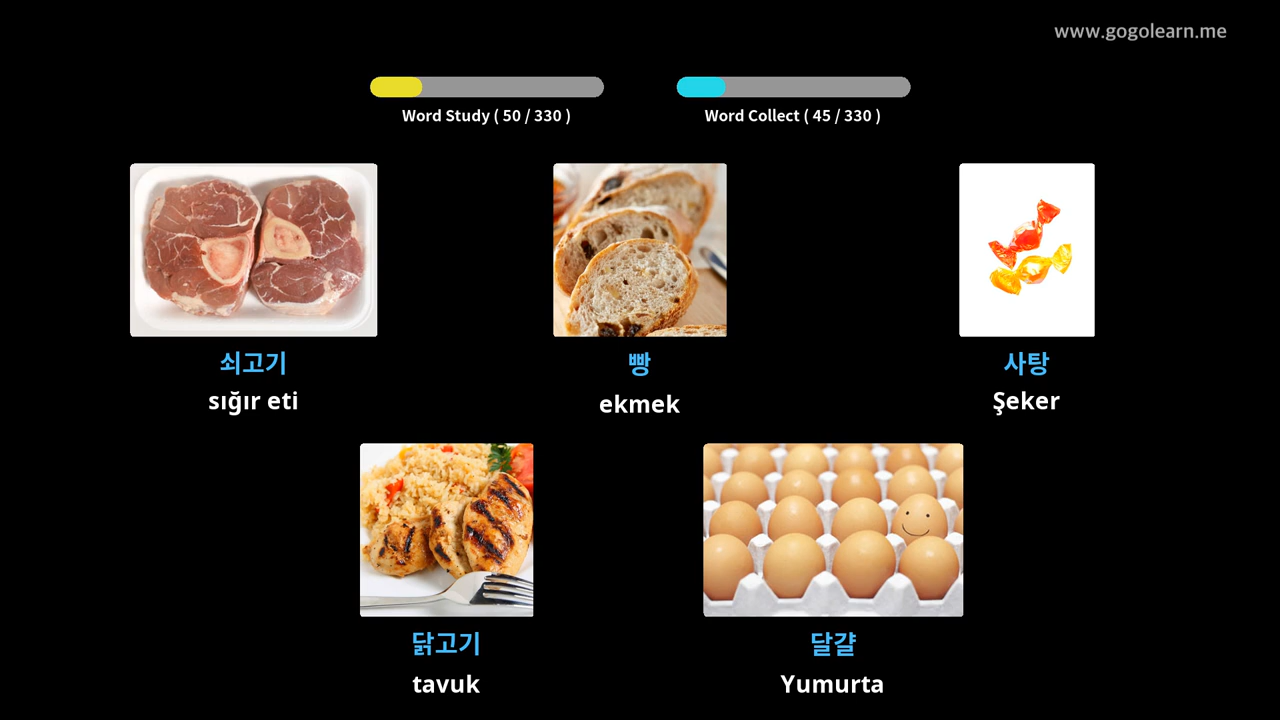 www.gogolearn.me
Word Study ( 50 / 330 )
Word Collect ( 45 / 330 )
쇠고기
sığır eti
빵
ekmek
사탕
Şeker
닭고기
tavuk
달걀
Yumurta